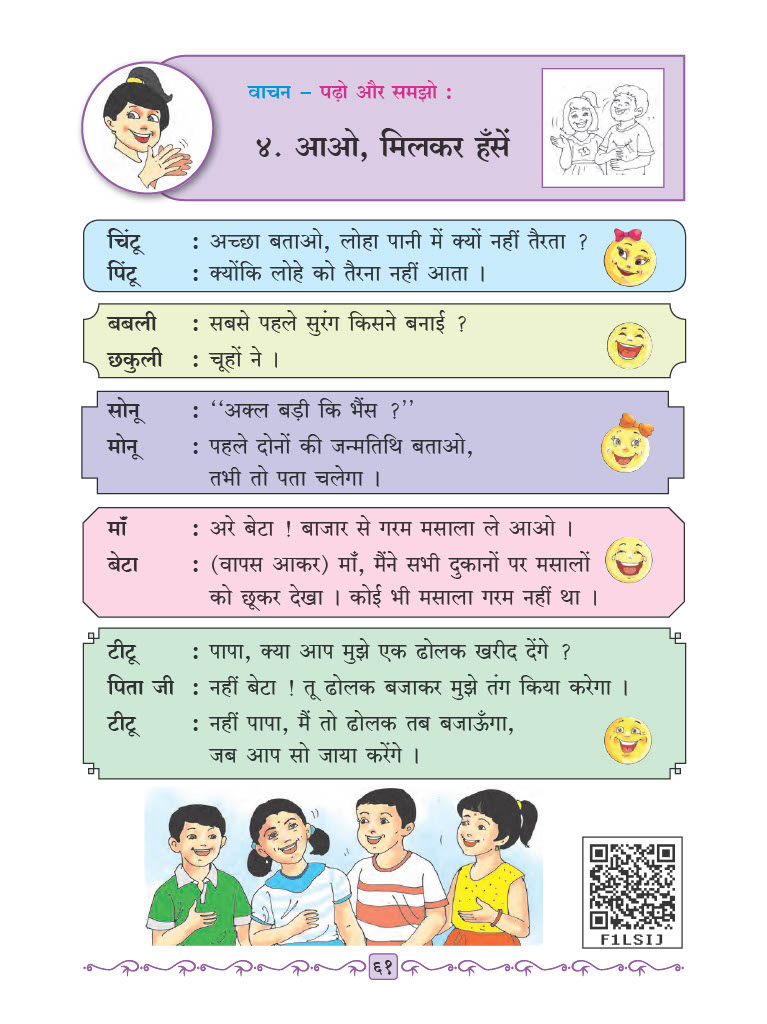 वाचन – पढ़ो और समझो :
४. आओ, मिलकर हँसें
चिंटू : अच्छा बताओ, लोहा पानी में क्यों नहीं तैरता ?
पिंटू : क्योंकि लोहे को तैरना नहीं आता ।
बबली : सबसे पहले सुरंग किसने बनाई ?
छकुली : चूहों ने ।
सोनू : ‘‘अक्ल बड़ी कि भैंस ?’’
मोनू : पहले दोनों की जन्मतिथि बताओ,
तभी तो पता चलेगा ।
माँ : अरे बेटा ! बाजार से गरम मसाला ले आओ ।
बेटा : (वापस आकर) माँ, मैंने सभी दुकानों पर मसालों
को छूकर देखा । कोई भी मसाला गरम नहीं था ।
टीटू : पापा, क्या आप मुझे एक ढोलक खरीद देंगे ?
पिता जी : नहीं बेटा ! तू ढोलक बजाकर मुझे तंग किया करेगा ।
टीटू : नहीं पापा, मैं तो ढोलक तब बजाऊँगा,
जब आप सो जाया करेंगे ।
F1LSIJ
६१